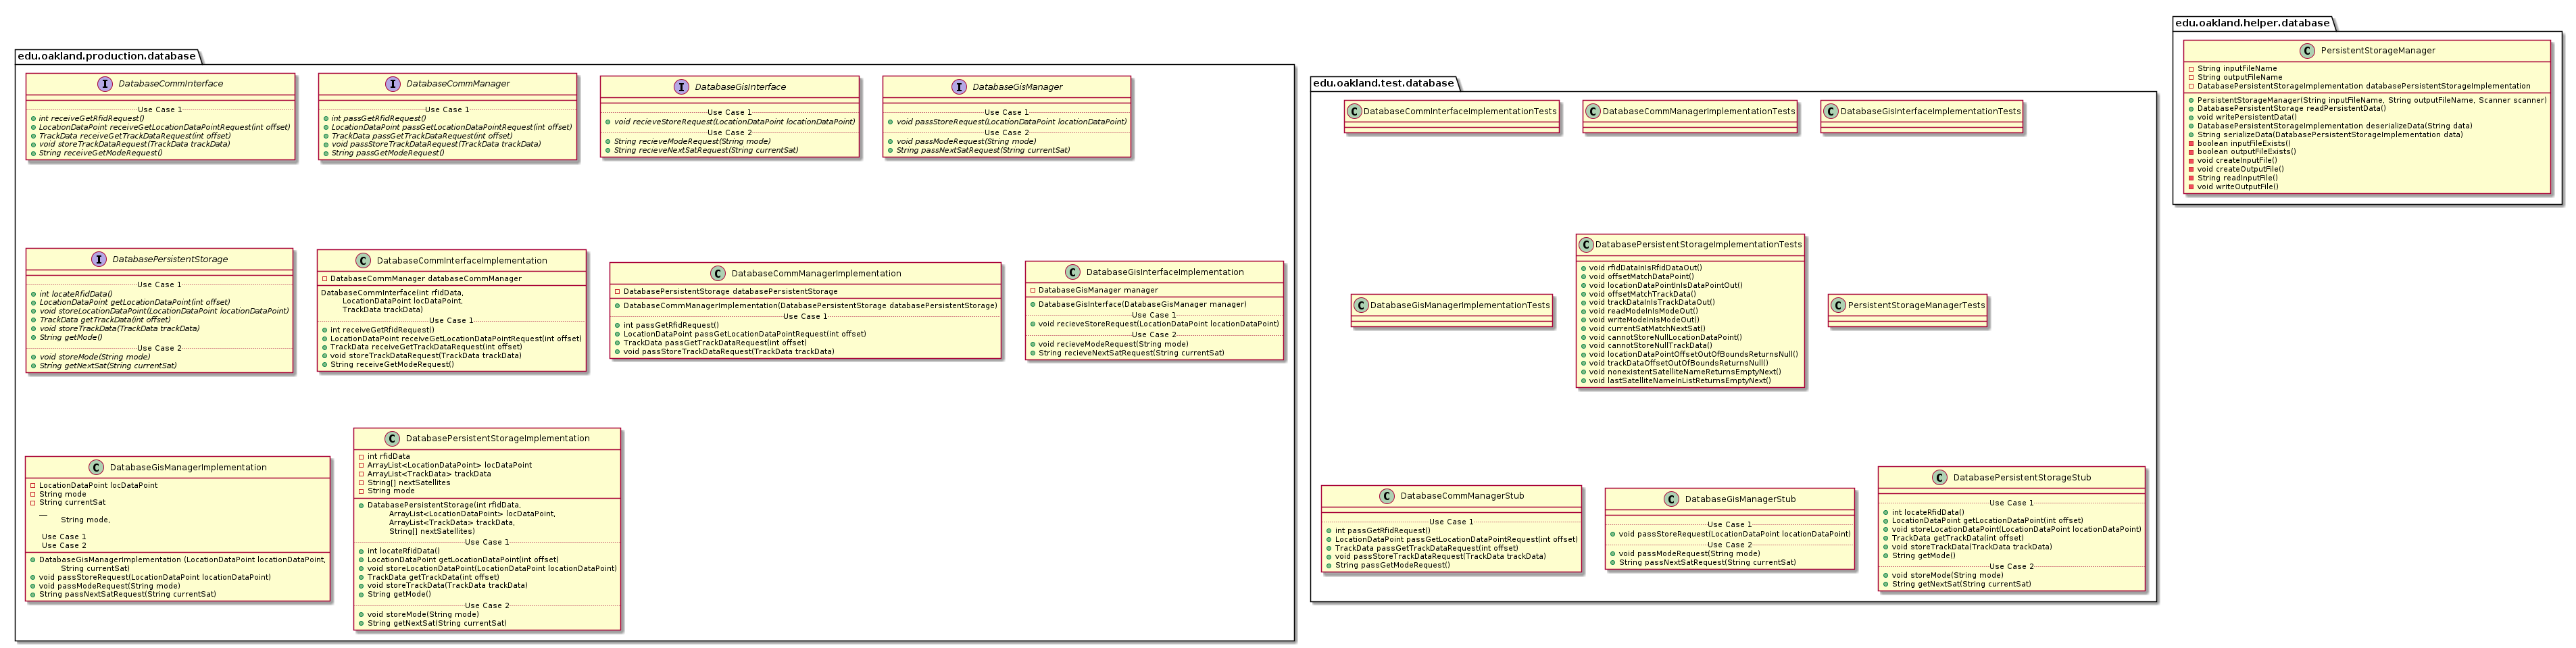 edu.oakland.production.database
DatabaseCommInterface
Use Case 1
int receiveGetRfidRequest()
LocationDataPoint receiveGetLocationDataPointRequest(int offset)
TrackData receiveGetTrackDataRequest(int offset)
void storeTrackDataRequest(TrackData trackData)
String receiveGetModeRequest()
DatabaseCommManager
Use Case 1
int passGetRfidRequest()
LocationDataPoint passGetLocationDataPointRequest(int offset)
TrackData passGetTrackDataRequest(int offset)
void passStoreTrackDataRequest(TrackData trackData)
String passGetModeRequest()
DatabaseGisInterface
Use Case 1
void recieveStoreRequest(LocationDataPoint locationDataPoint)
Use Case 2
String recieveModeRequest(String mode)
String recieveNextSatRequest(String currentSat)
DatabaseGisManager
Use Case 1
void passStoreRequest(LocationDataPoint locationDataPoint)
Use Case 2
void passModeRequest(String mode)
String passNextSatRequest(String currentSat)
DatabasePersistentStorage
Use Case 1
int locateRfidData()
LocationDataPoint getLocationDataPoint(int offset)
void storeLocationDataPoint(LocationDataPoint locationDataPoint)
TrackData getTrackData(int offset)
void storeTrackData(TrackData trackData)
String getMode()
Use Case 2
void storeMode(String mode)
String getNextSat(String currentSat)
DatabaseCommInterfaceImplementation
DatabaseCommManager databaseCommManager
DatabaseCommInterface(int rfidData,
LocationDataPoint locDataPoint,
TrackData trackData)
Use Case 1
int receiveGetRfidRequest()
LocationDataPoint receiveGetLocationDataPointRequest(int offset)
TrackData receiveGetTrackDataRequest(int offset)
void storeTrackDataRequest(TrackData trackData)
String receiveGetModeRequest()
DatabaseCommManagerImplementation
DatabasePersistentStorage databasePersistentStorage
DatabaseCommManagerImplementation(DatabasePersistentStorage databasePersistentStorage)
Use Case 1
int passGetRfidRequest()
LocationDataPoint passGetLocationDataPointRequest(int offset)
TrackData passGetTrackDataRequest(int offset)
void passStoreTrackDataRequest(TrackData trackData)
DatabaseGisInterfaceImplementation
DatabaseGisManager manager
DatabaseGisInterface(DatabaseGisManager manager)
Use Case 1
void recieveStoreRequest(LocationDataPoint locationDataPoint)
Use Case 2
void recieveModeRequest(String mode)
String recieveNextSatRequest(String currentSat)
DatabaseGisManagerImplementation
LocationDataPoint locDataPoint
String mode
String currentSat
__
String mode,
Use Case 1
Use Case 2
DatabaseGisManagerImplementation (LocationDataPoint locationDataPoint,
String currentSat)
void passStoreRequest(LocationDataPoint locationDataPoint)
void passModeRequest(String mode)
String passNextSatRequest(String currentSat)
DatabasePersistentStorageImplementation
int rfidData
ArrayList<LocationDataPoint> locDataPoint
ArrayList<TrackData> trackData
String[] nextSatellites
String mode
DatabasePersistentStorage(int rfidData,
ArrayList<LocationDataPoint> locDataPoint,
ArrayList<TrackData> trackData,
String[] nextSatellites)
Use Case 1
int locateRfidData()
LocationDataPoint getLocationDataPoint(int offset)
void storeLocationDataPoint(LocationDataPoint locationDataPoint)
TrackData getTrackData(int offset)
void storeTrackData(TrackData trackData)
String getMode()
Use Case 2
void storeMode(String mode)
String getNextSat(String currentSat)
edu.oakland.test.database
DatabaseCommInterfaceImplementationTests
DatabaseCommManagerImplementationTests
DatabaseGisInterfaceImplementationTests
DatabaseGisManagerImplementationTests
DatabasePersistentStorageImplementationTests
void rfidDataInIsRfidDataOut()
void offsetMatchDataPoint()
void locationDataPointInIsDataPointOut()
void offsetMatchTrackData()
void trackDataInIsTrackDataOut()
void readModeInIsModeOut()
void writeModeInIsModeOut()
void currentSatMatchNextSat()
void cannotStoreNullLocationDataPoint()
void cannotStoreNullTrackData()
void locationDataPointOffsetOutOfBoundsReturnsNull()
void trackDataOffsetOutOfBoundsReturnsNull()
void nonexistentSatelliteNameReturnsEmptyNext()
void lastSatelliteNameInListReturnsEmptyNext()
PersistentStorageManagerTests
DatabaseCommManagerStub
Use Case 1
int passGetRfidRequest()
LocationDataPoint passGetLocationDataPointRequest(int offset)
TrackData passGetTrackDataRequest(int offset)
void passStoreTrackDataRequest(TrackData trackData)
String passGetModeRequest()
DatabaseGisManagerStub
Use Case 1
void passStoreRequest(LocationDataPoint locationDataPoint)
Use Case 2
void passModeRequest(String mode)
String passNextSatRequest(String currentSat)
DatabasePersistentStorageStub
Use Case 1
int locateRfidData()
LocationDataPoint getLocationDataPoint(int offset)
void storeLocationDataPoint(LocationDataPoint locationDataPoint)
TrackData getTrackData(int offset)
void storeTrackData(TrackData trackData)
String getMode()
Use Case 2
void storeMode(String mode)
String getNextSat(String currentSat)
edu.oakland.helper.database
PersistentStorageManager
String inputFileName
String outputFileName
DatabasePersistentStorageImplementation databasePersistentStorageImplementation
PersistentStorageManager(String inputFileName, String outputFileName, Scanner scanner)
DatabasePersistentStorage readPersistentData()
void writePersistentData()
DatabasePersistentStorageImplementation deserializeData(String data)
String serializeData(DatabasePersistentStorageImplementation data)
boolean inputFileExists()
boolean outputFileExists()
void createInputFile()
void createOutputFile()
String readInputFile()
void writeOutputFile()